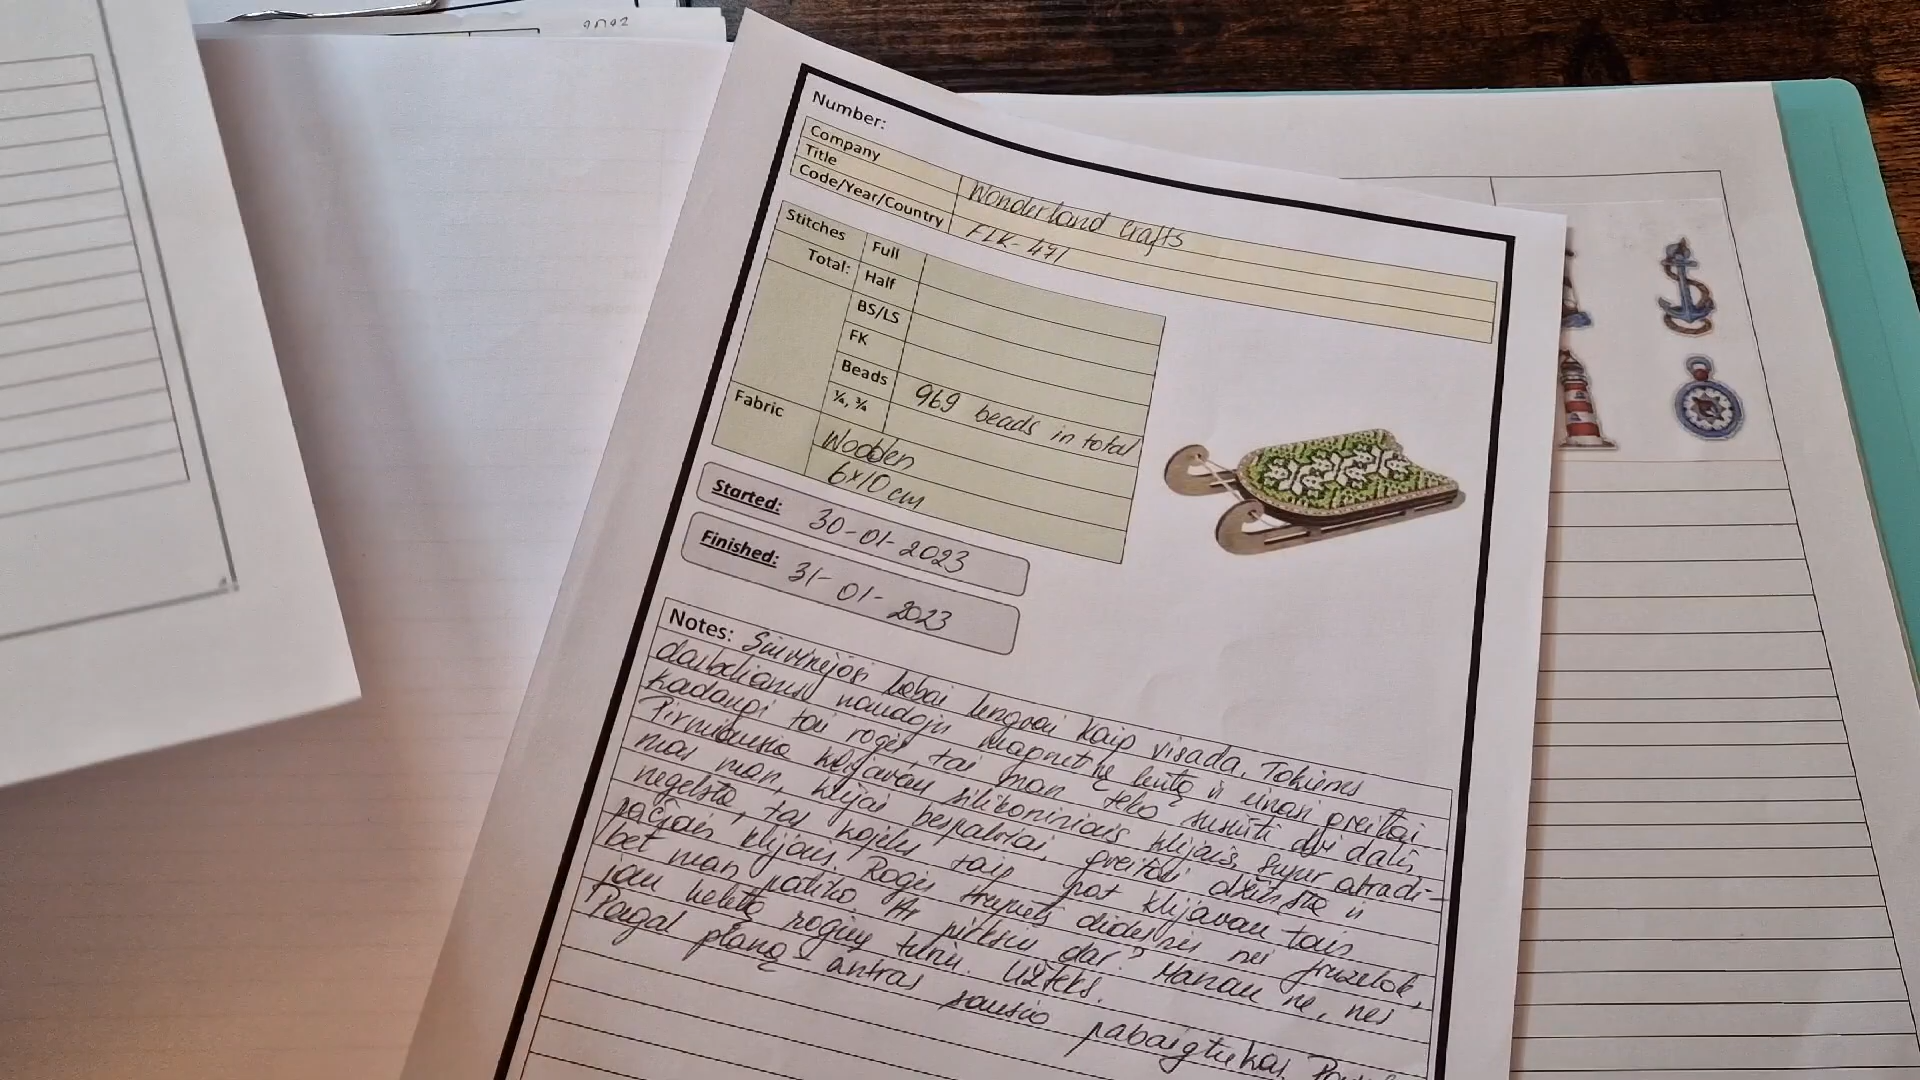 Number:
Company Wonderland Crafts
Title FLK-471
Code/Year/Country
Stitches Full
Total: Half
BS/LS
FK
Beads 969 beads in total
¼, ¾
Fabric Wooden
6x10 cm
Started: 30-01-2023
Finished: 31-01-2023
Notes: Siuvinėjosi labai lengvai kaip visada. Tokiems
darbeliams naudoju magnetinę lentą ir einasi greitai
kadangi tai rogės, tai man teko susiūti dvi dalis,
Pirmiausia klijavau silikoniniais klijais, super atradi-
mas man, klijai bespalviai, greitai džiūsta ir
negelsta, tas kojeles taip pat klijavau tais
pačiais klijais. Rogės truputį didesnės nei
bet man patiko. Ar pirksiu dar? Manau ne, nes
jau keletą rogių turiu. Užteks.
Pagal planą antras sausio pabaigtukas.